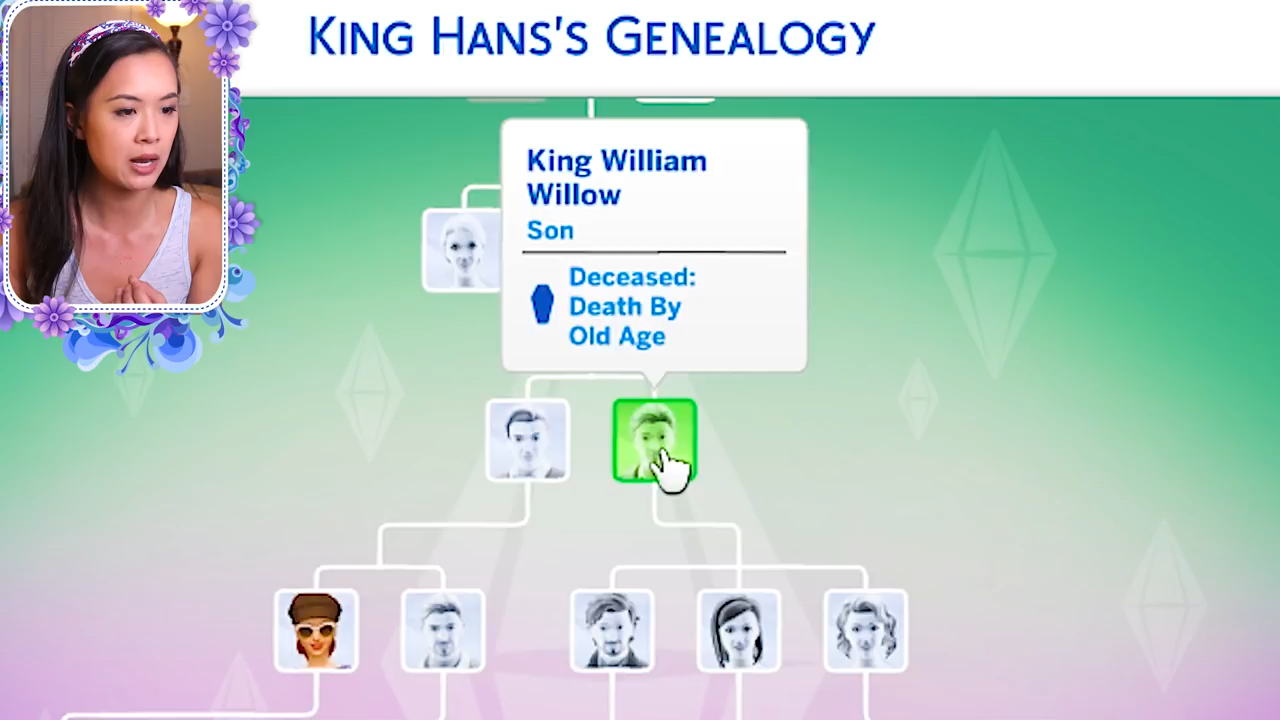 King Hans's Genealogy
King William
Willow
Son
Deceased:
Death By
Old Age